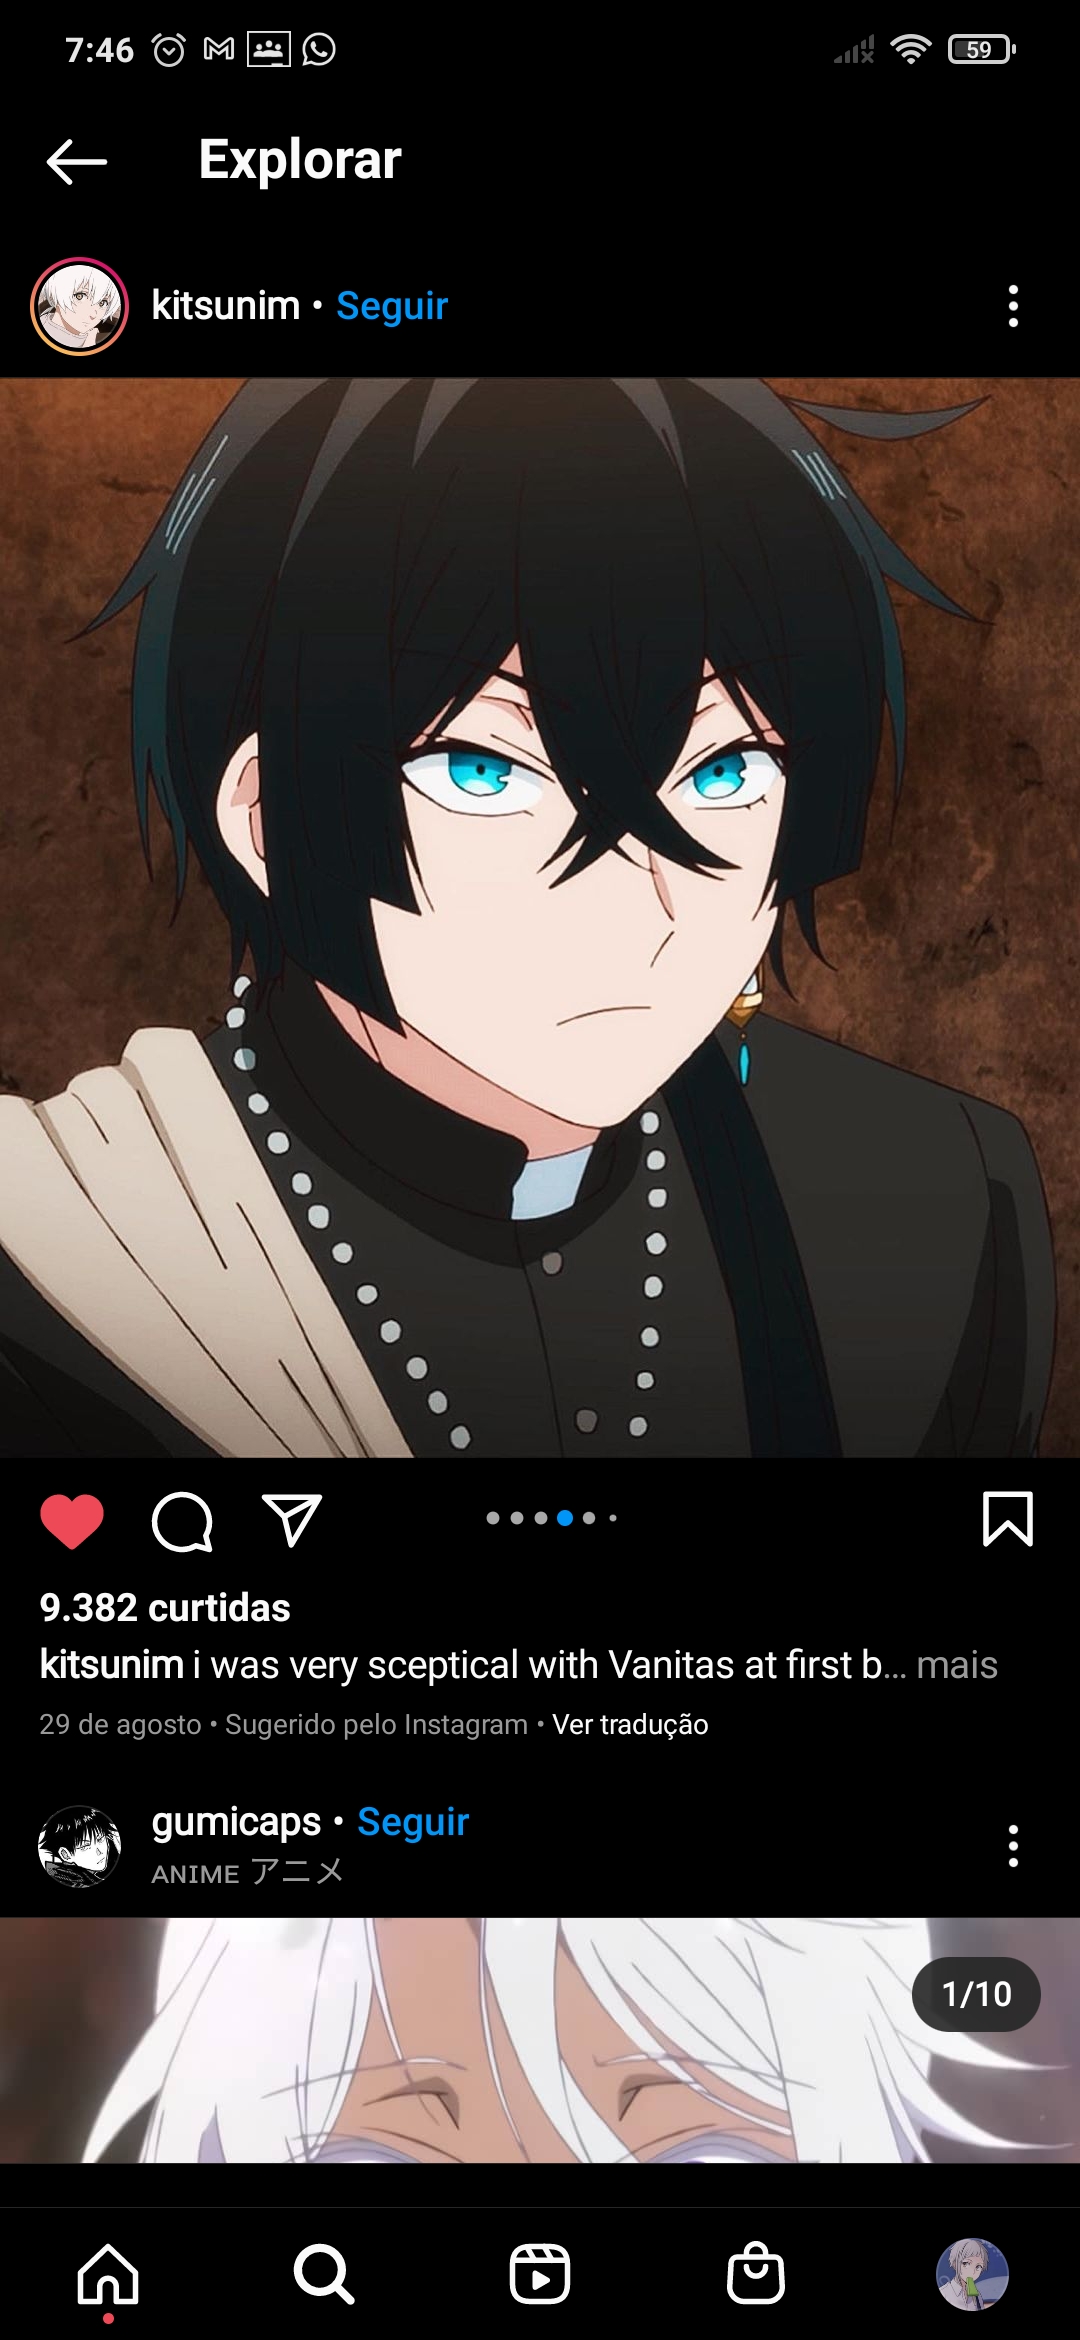 7:46
59
Explorar
kitsunim • Seguir
9.382 curtidas
kitsunim i was very sceptical with Vanitas at first b... mais
29 de agosto • Sugerido pelo Instagram • Ver tradução
gumicaps • Seguir
ᴀɴɪᴍᴇ アニメ
1/10